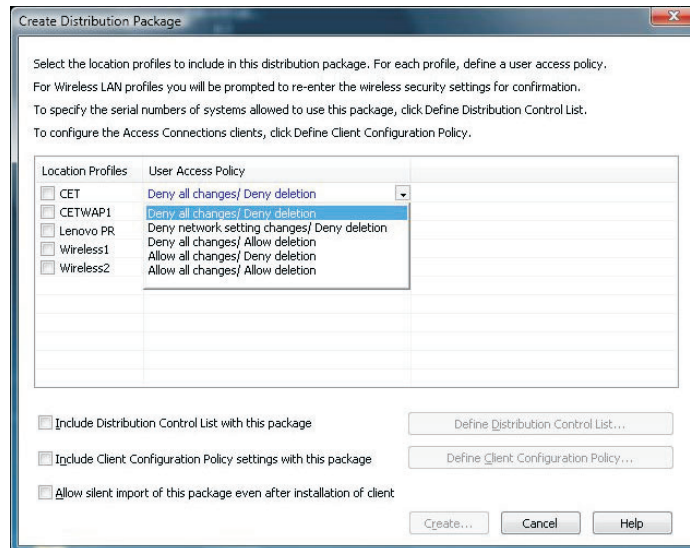 Create Distribution Package
Select the location profiles to include in this distribution package. For each profile, define a user access policy.
For Wireless LAN profiles you will be prompted to re-enter the wireless security settings for confirmation.
To specify the serial numbers of systems allowed to use this package, click Define Distribution Control List.
To configure the Access Connections clients, click Define Client Configuration Policy.
Location Profiles User Access Policy
CET Deny all changes/ Deny deletion
CETWAP1 Deny all changes/ Deny deletion
Lenovo PR Deny network setting changes/ Deny deletion
Deny all changes/ Allow deletion
Wireless1 Allow all changes/ Deny deletion
Wireless2 Allow all changes/ Allow deletion
Include Distribution Control List with this package Define Distribution Control List...
Include Client Configuration Policy settings with this package Define Client Configuration Policy...
Allow silent import of this package even after installation of client
Create... Cancel Help